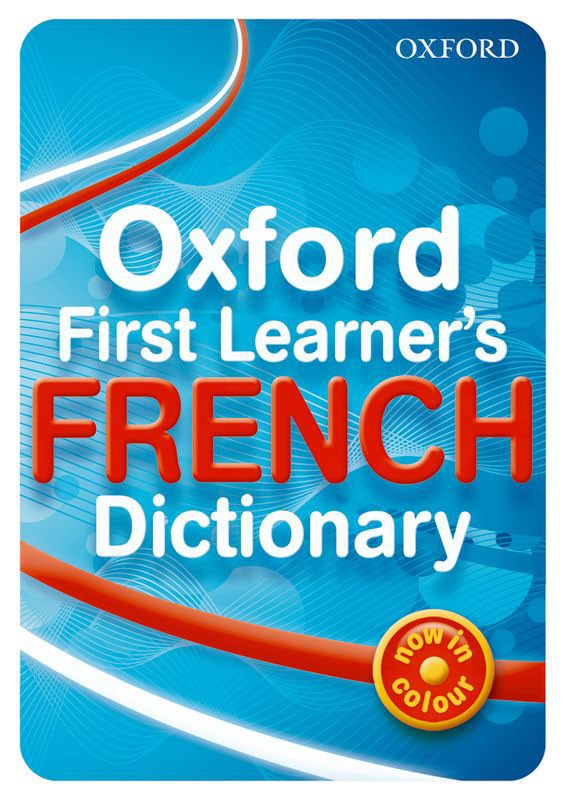 OXFORD
Oxford
First Learner's
FRENCH
Dictionary
now in
colour